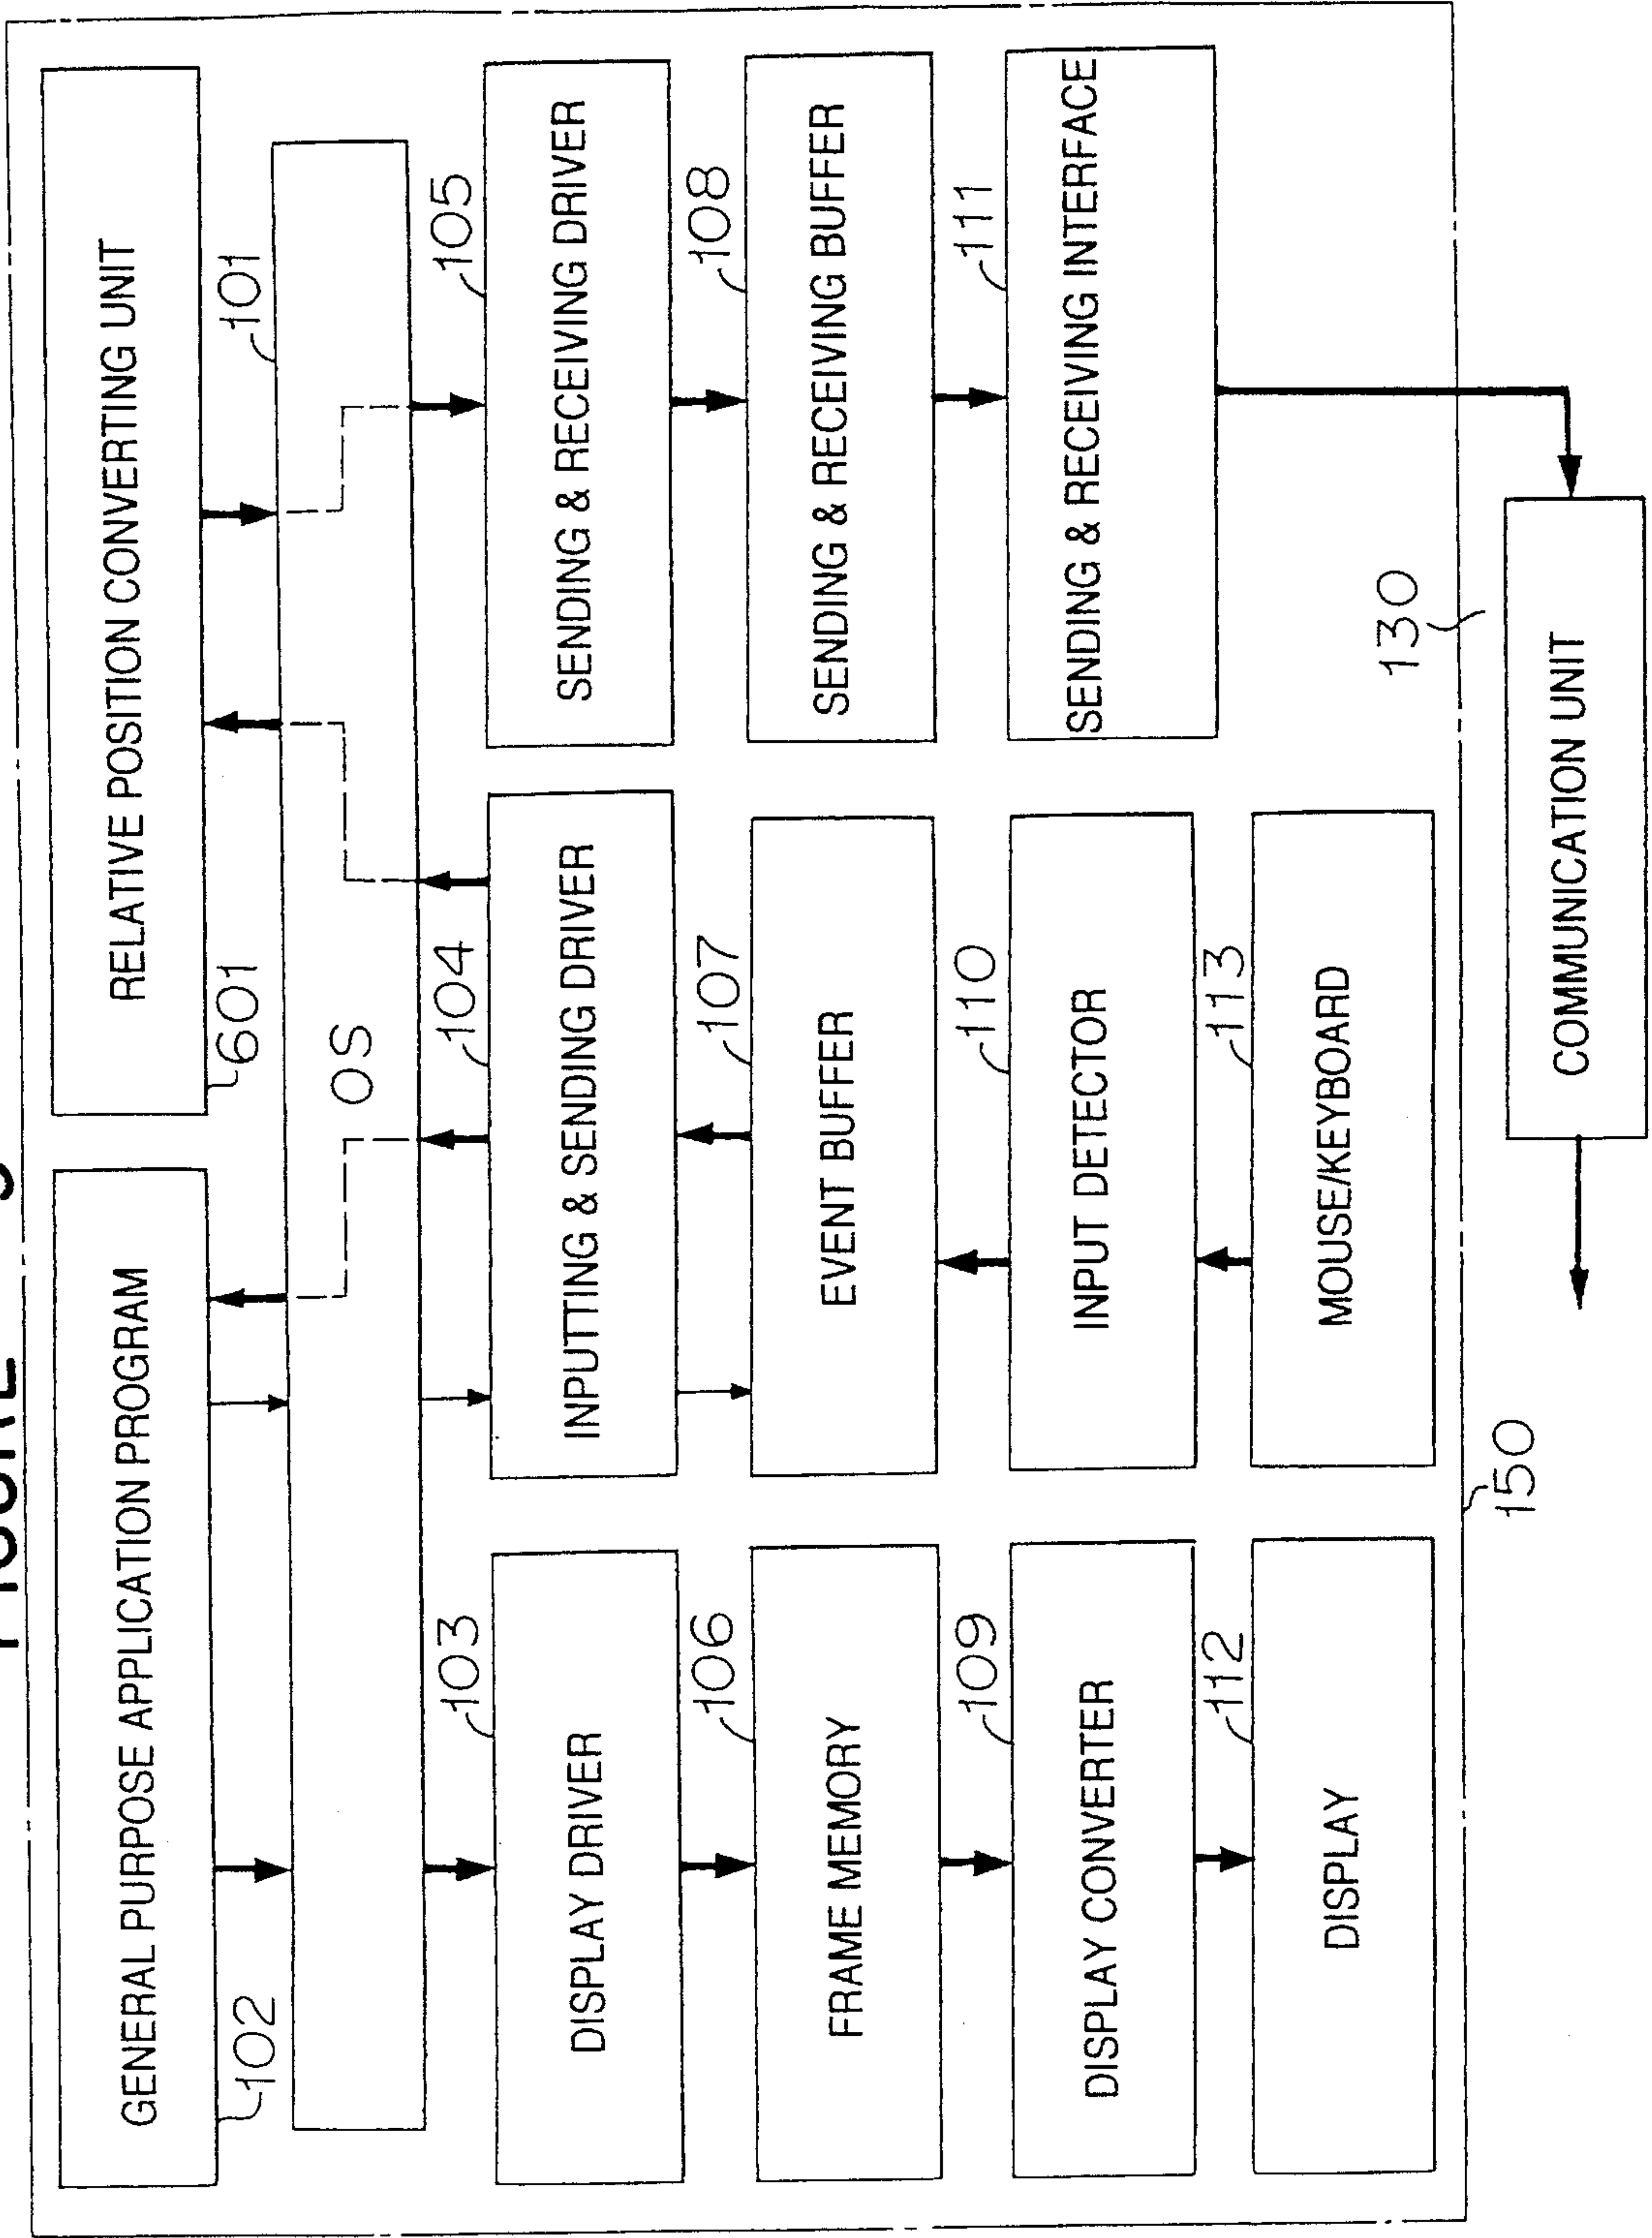 FIGURE
GENERAL PURPOSE APPLICATION PROGRAM
RELATIVE POSITION CONVERTING UNIT
102
601
101
OS
103
104
105
DISPLAY DRIVER
INPUTTING & SENDING DRIVER
SENDING & RECEIVING DRIVER
106
107
108
FRAME MEMORY
EVENT BUFFER
SENDING & RECEIVING BUFFER
109
110
111
DISPLAY CONVERTER
INPUT DETECTOR
SENDING & RECEIVING INTERFACE
112
113
DISPLAY
MOUSE/KEYBOARD
130
150
COMMUNICATION UNIT